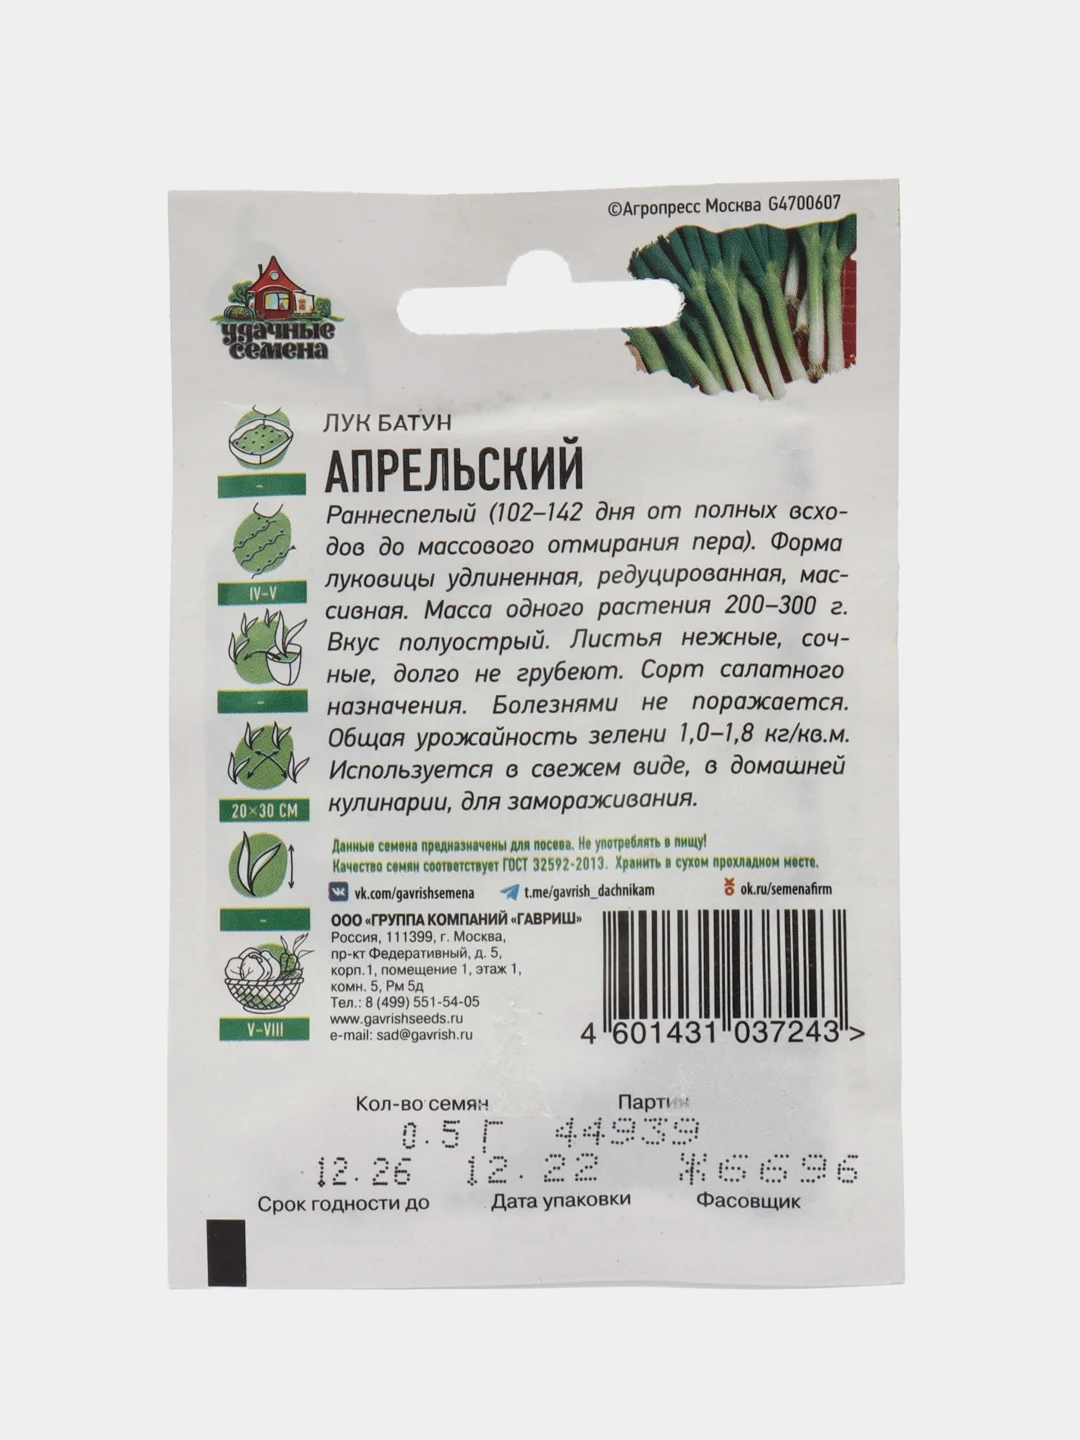 ©Агропресс Москва G4700607
удачные
семена
ЛУК БАТУН
АПРЕЛЬСКИЙ
Раннеспелый (102–142 дня от полных всхо-
дов до массового отмирания пера). Форма
луковицы удлиненная, редуцированная, мас-
сивная. Масса одного растения 200–300 г.
Вкус полуострый. Листья нежные, соч-
ные, долго не грубеют. Сорт салатного
назначения. Болезнями не поражается.
Общая урожайность зелени 1,0–1,8 кг/кв.м.
Используется в свежем виде, в домашней
кулинарии, для замораживания.
-
IV–V
-
20×30 СМ
-
V–VIII
Данные семена предназначены для посева. Не употреблять в пищу!
Качество семян соответствует ГОСТ 32592-2013. Хранить в сухом прохладном месте.
vk.com/gavrishsemena t.me/gavrish_dachnikam ok.ru/semenafirm
ООО «ГРУППА КОМПАНИЙ «ГАВРИШ»
Россия, 111399, г. Москва,
пр-кт Федеративный, д. 5,
корп.1, помещение 1, этаж 1,
комн. 5, Рм 5д
Тел.: 8 (499) 551-54-05
www.gavrishseeds.ru
e-mail: sad@gavrish.ru
4 601431 037243 >
Кол-во семян Партия
0.5 Г 44939
12.26 12.22 Ж6696
Срок годности до Дата упаковки Фасовщик